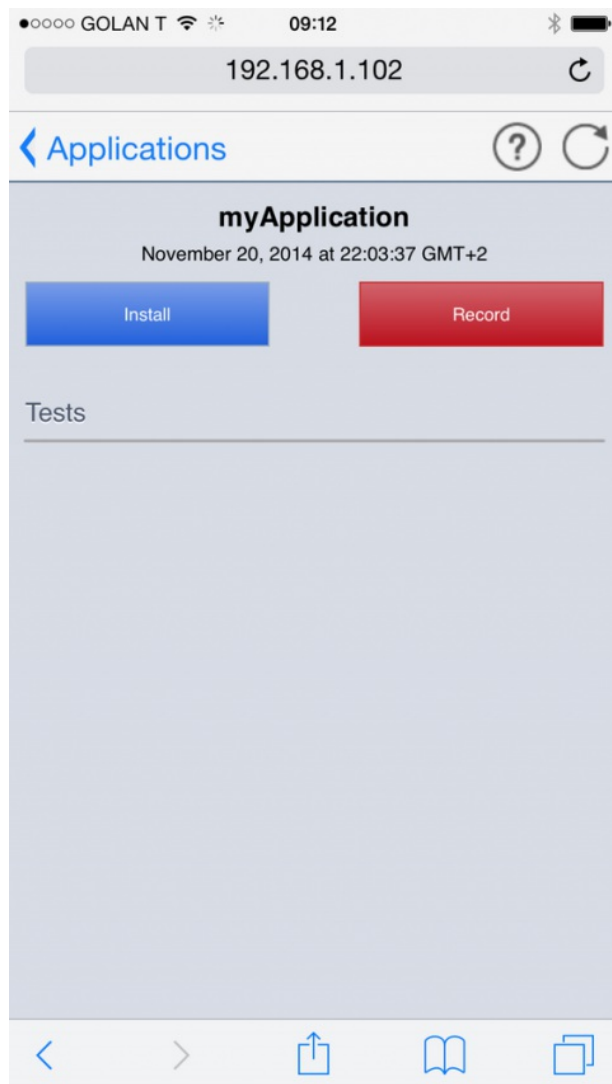 GOLAN T 09:12
192.168.1.102
Applications ?
myApplication
November 20, 2014 at 22:03:37 GMT+2
Install Record
Tests